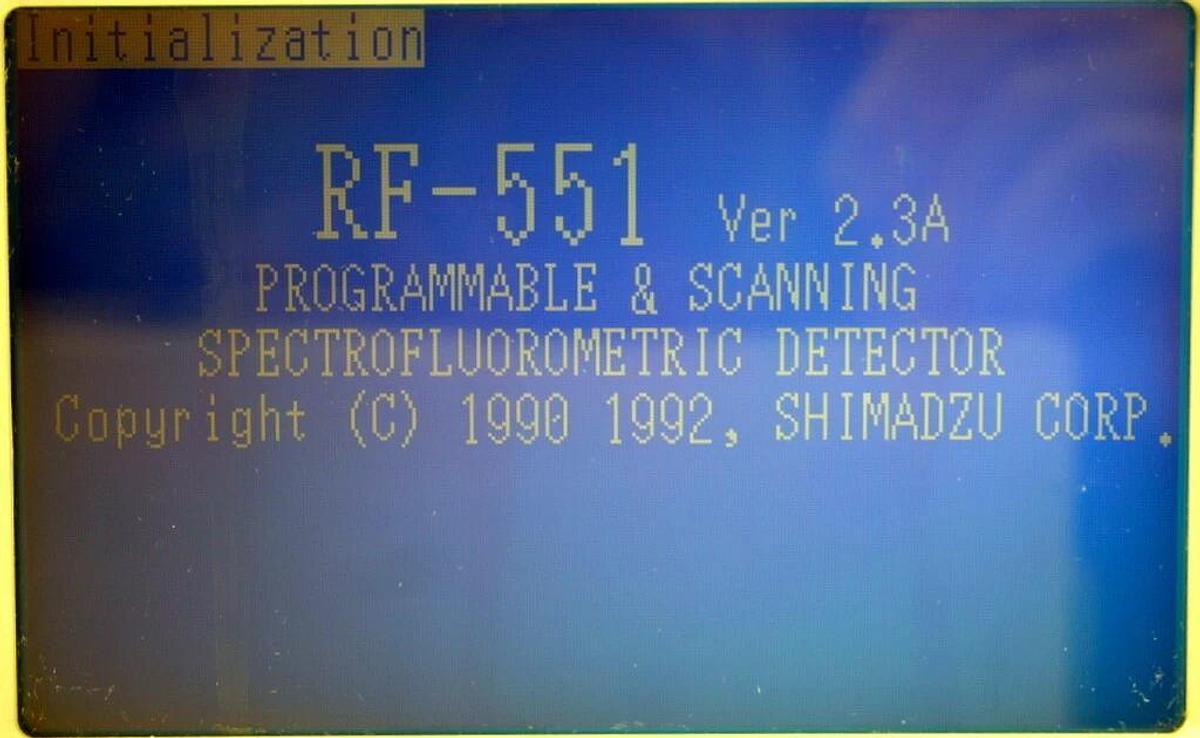 Initialization
RF-551 Ver 2.3A
PROGRAMMABLE & SCANNING
SPECTROFLUOROMETRIC DETECTOR
Copyright (C) 1990 1992, SHIMADZU CORP.